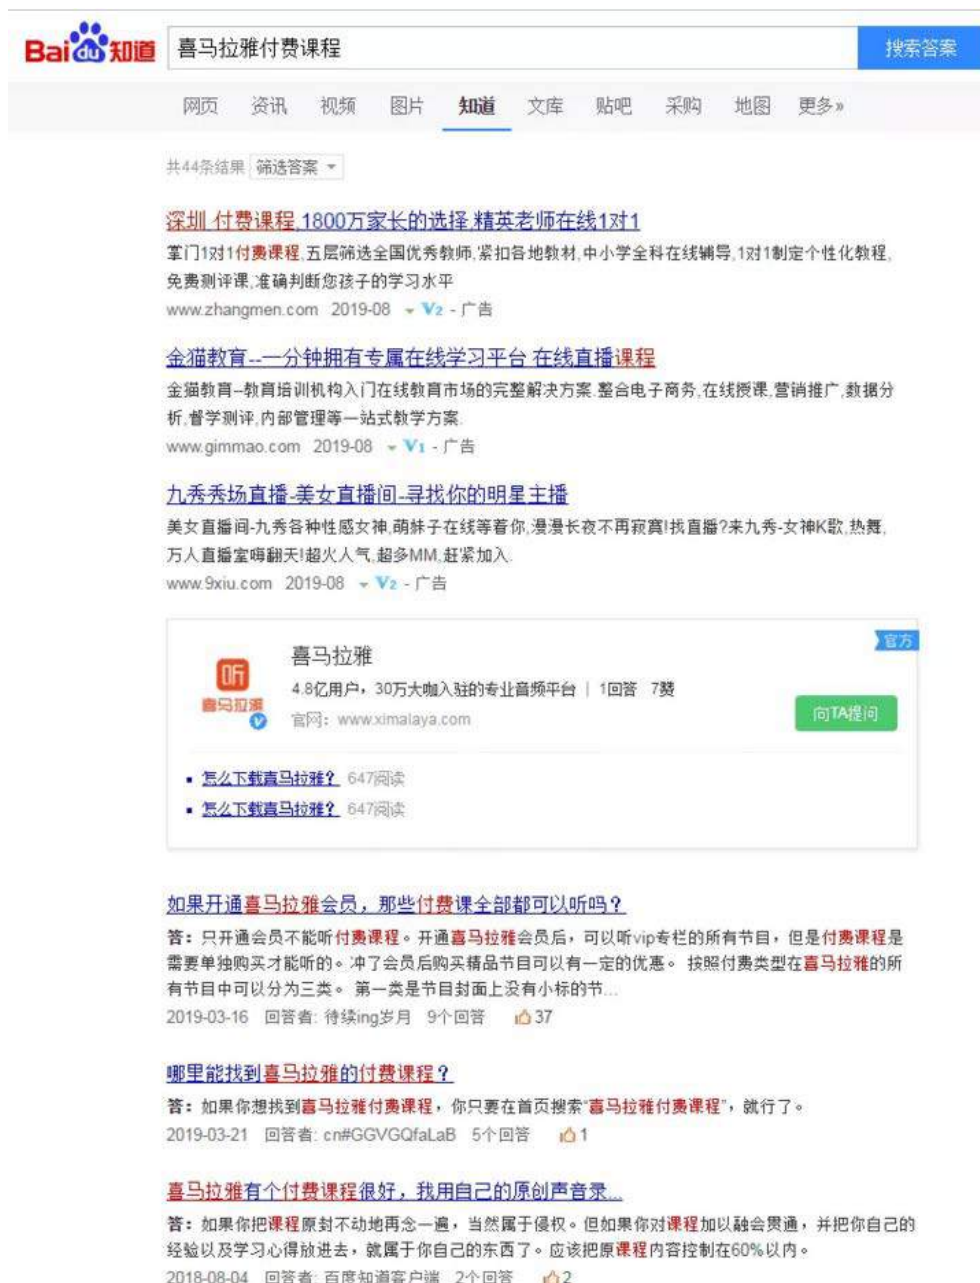 Baidu知道 喜马拉雅付费课程 搜索答案
网页 资讯 视频 图片 知道 文库 贴吧 采购 地图 更多»
共44条结果 筛选答案
深圳 付费课程,1800万家长的选择,精英老师在线1对1
掌门1对1付费课程,五层筛选全国优秀教师,紧扣各地教材,中小学全科在线辅导,1对1制定个性化教程,
免费测评课,准确判断您孩子的学习水平
www.zhangmen.com 2019-08 V2 - 广告
金猫教育--一分钟拥有专属在线学习平台 在线直播课程
金猫教育--教育培训机构入门在线教育市场的完整解决方案.整合电子商务,在线授课,营销推广,数据分
析,督学测评,内部管理等一站式教学方案.
www.gimmao.com 2019-08 V1 - 广告
九秀秀场直播-美女直播间-寻找你的明星主播
美女直播间-九秀各种性感女神,萌妹子在线等着你,漫漫长夜不再寂寞!找直播?来九秀-女神K歌,热舞,
万人直播室嗨翻天!超火人气,超多MM,赶紧加入.
www.9xiu.com 2019-08 V2 - 广告
官方
听
喜马拉雅
喜马拉雅
4.8亿用户，30万大咖入驻的专业音频平台 | 1回答 7赞
官网：www.ximalaya.com
向TA提问
▪ 怎么下载喜马拉雅？ 647阅读
▪ 怎么下载喜马拉雅？ 647阅读
如果开通喜马拉雅会员，那些付费课全部都可以听吗？
答：只开通会员不能听付费课程。开通喜马拉雅会员后，可以听vip专栏的所有节目，但是付费课程是
需要单独购买才能听的。冲了会员后购买精品节目可以有一定的优惠。 按照付费类型在喜马拉雅的所
有节目中可以分为三类。 第一类是节目封面上没有小标的节...
2019-03-16 回答者: 待续ing岁月 9个回答 37
哪里能找到喜马拉雅的付费课程？
答：如果你想找到喜马拉雅付费课程，你只要在首页搜索“喜马拉雅付费课程”，就行了。
2019-03-21 回答者: cn#GGVGQfaLaB 5个回答 1
喜马拉雅有个付费课程很好，我用自己的原创声音录...
答：如果你把课程原封不动地再念一遍，当然属于侵权。但如果你对课程加以融会贯通，并把你自己的
经验以及学习心得放进去，就属于你自己的东西了。应该把原课程内容控制在60%以内。
2018-08-04 回答者: 百度知道客户端 2个回答 2